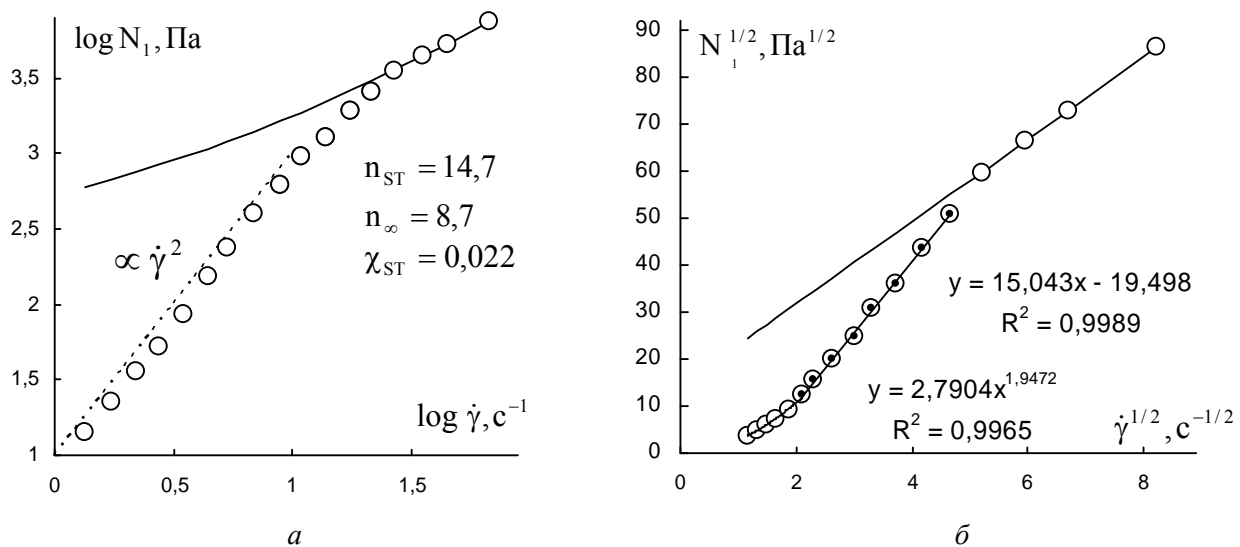 log N₁, Па
3,5
3
2,5
2
1,5
1
n_ST = 14,7
n_∞ = 8,7
χ_ST = 0,022
∝ γ̇²
log γ̇, с⁻¹
0
0,5
1
1,5
а
N₁^1/2, Па^1/2
90
80
70
60
50
40
30
20
10
0
y = 15,043x - 19,498
R² = 0,9989
y = 2,7904x^1,9472
R² = 0,9965
γ̇^1/2, с^−1/2
0
2
4
6
8
б